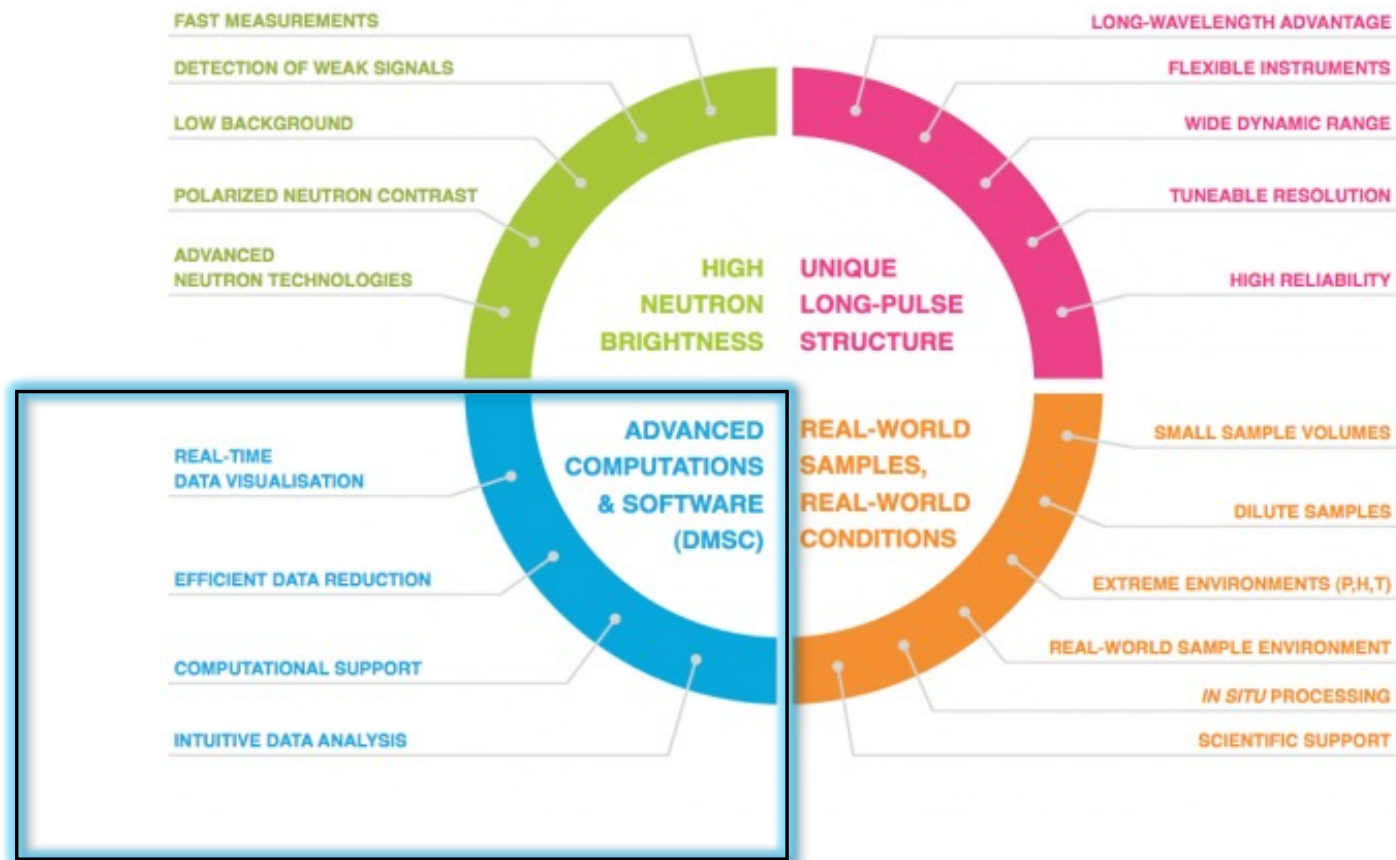 FAST MEASUREMENTS
DETECTION OF WEAK SIGNALS
LOW BACKGROUND
POLARIZED NEUTRON CONTRAST
ADVANCED
NEUTRON TECHNOLOGIES
HIGH
NEUTRON
BRIGHTNESS
LONG-WAVELENGTH ADVANTAGE
FLEXIBLE INSTRUMENTS
WIDE DYNAMIC RANGE
TUNEABLE RESOLUTION
HIGH RELIABILITY
UNIQUE
LONG-PULSE
STRUCTURE
REAL-TIME
DATA VISUALISATION
EFFICIENT DATA REDUCTION
COMPUTATIONAL SUPPORT
INTUITIVE DATA ANALYSIS
ADVANCED
COMPUTATIONS
& SOFTWARE
(DMSC)
REAL-WORLD
SAMPLES,
REAL-WORLD
CONDITIONS
SMALL SAMPLE VOLUMES
DILUTE SAMPLES
EXTREME ENVIRONMENTS (P,H,T)
REAL-WORLD SAMPLE ENVIRONMENT
IN SITU PROCESSING
SCIENTIFIC SUPPORT